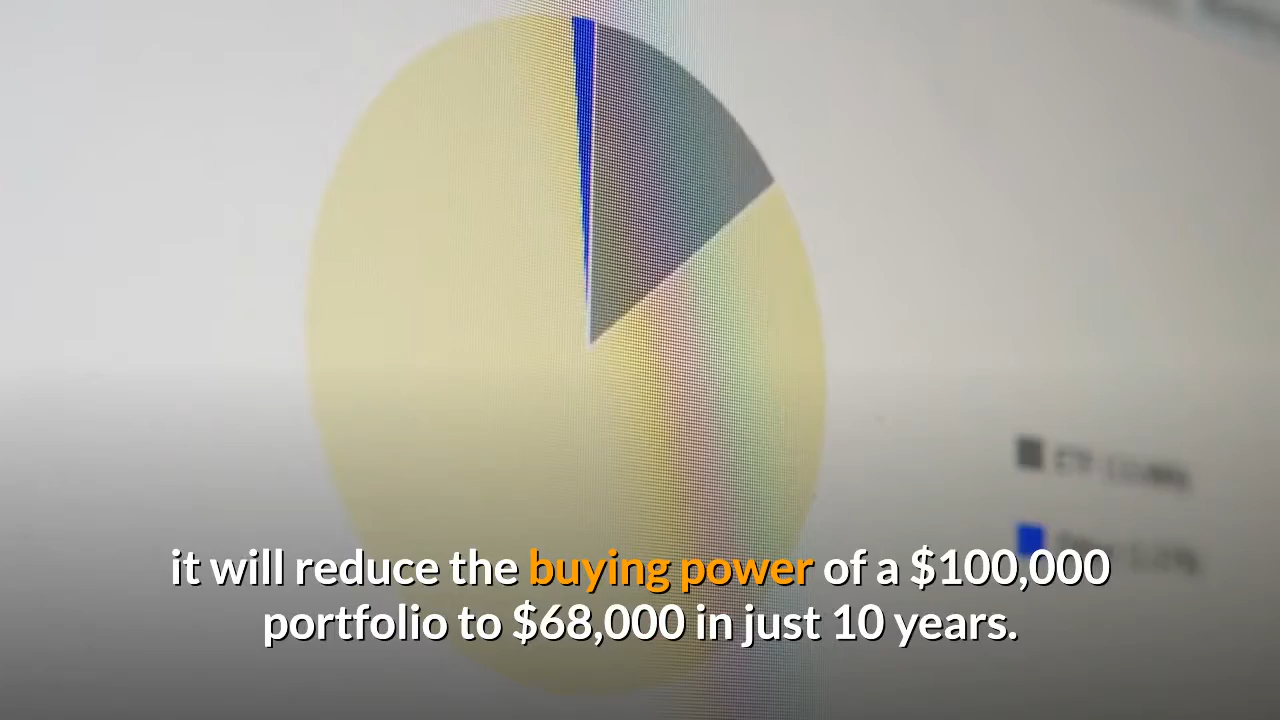 it will reduce the buying power of a $100,000
portfolio to $68,000 in just 10 years.